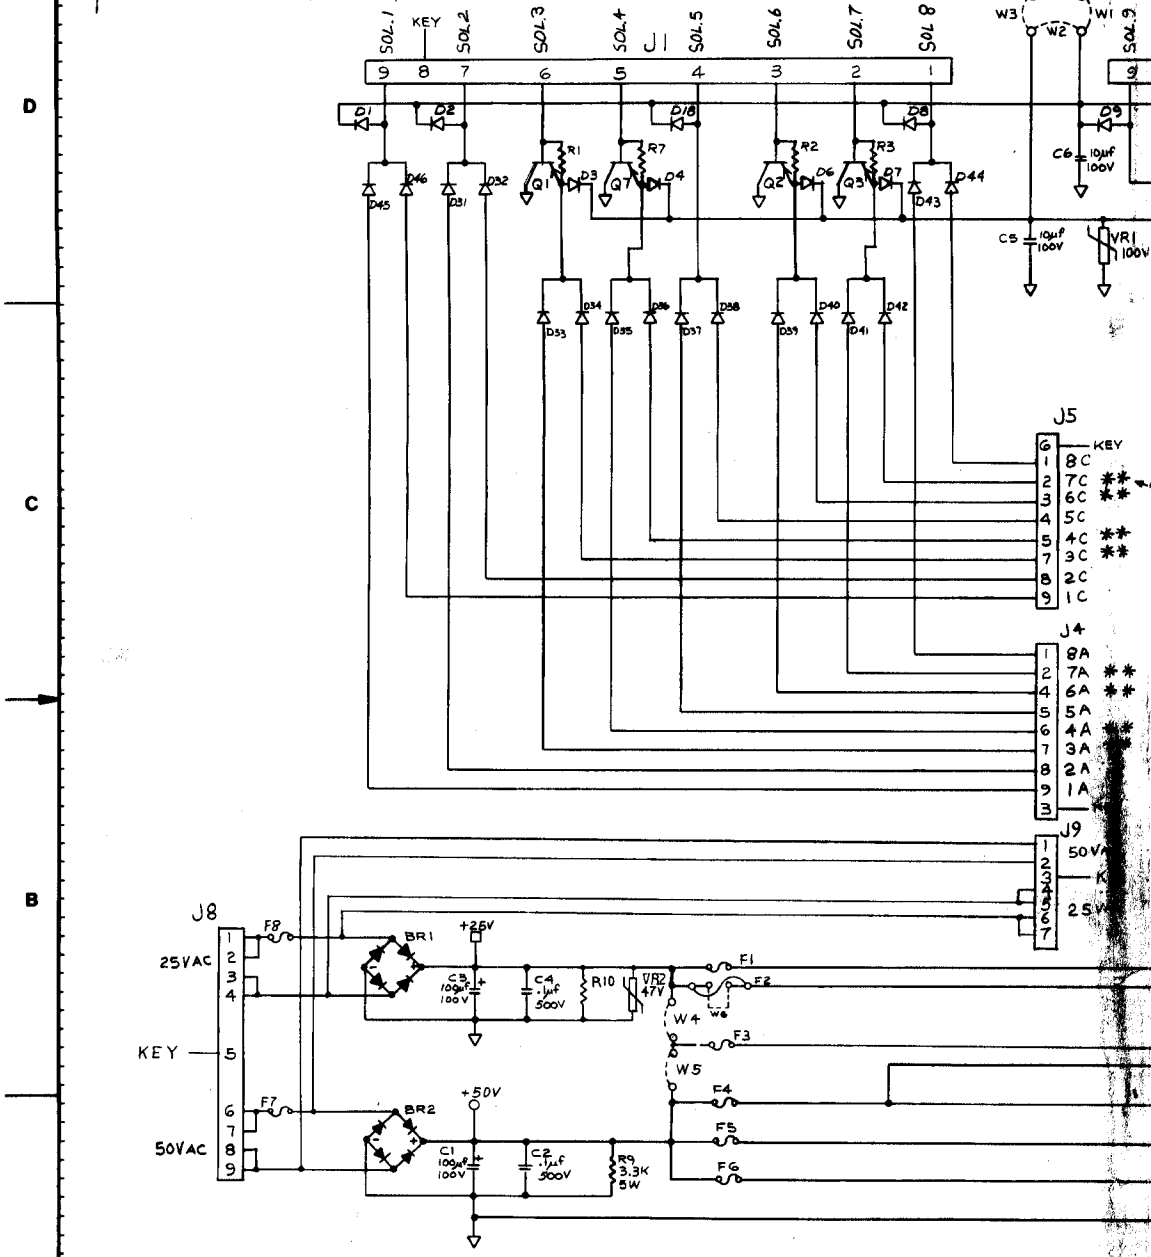 SOL.1 KEY SOL.2 SOL.3 SOL.4 J1 SOL.5 SOL.6 SOL.7 SOL 8 W3 W2 W1 SOL.9
9 8 7 6 5 4 3 2 1 9
D
D1 D2 D18 D8 D9
R1 R7 R2 R3 C6 10µf 100V
D46 D32 Q1 D3 Q7 D4 Q2 D6 Q3 D7 D44
D45 D31 D43
C5 10µf 100V VR1 100V
D34 D36 D38 D40 D42
D33 D35 D37 D39 D41
J5
6 KEY
1 8C
2 7C **
3 6C **
C
4 5C
5 4C **
7 3C **
8 2C
9 1C
J4
1 8A
2 7A **
4 6A **
5 5A
6 4A **
7 3A
8 2A
9 1A
3
J9
1
50V
2
3
B
4
5
25
6
7
J8
1 F8 BR1 +25V
2
25VAC
3
4
- +
C3 100µf 100V +
C4 .1µf 500V
R10 VR2 47V
F1
F2
W6
W4
KEY 5
F3
W5
6 F7 BR2 +50V
7
50VAC
8
9
- +
C1 100µf 100V +
C2 .1µf 500V
R9 3.3K 5W
F4
F5
F6